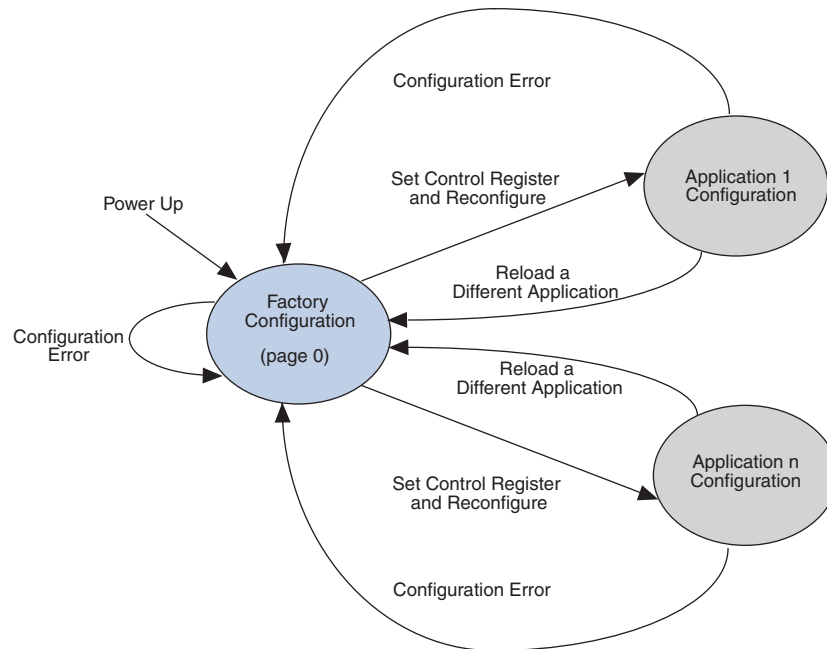 Configuration Error
Application 1
Configuration
Set Control Register
and Reconfigure
Power Up
Reload a
Different Application
Factory
Configuration
(page 0)
Configuration
Error
Reload a
Different Application
Application n
Configuration
Set Control Register
and Reconfigure
Configuration Error